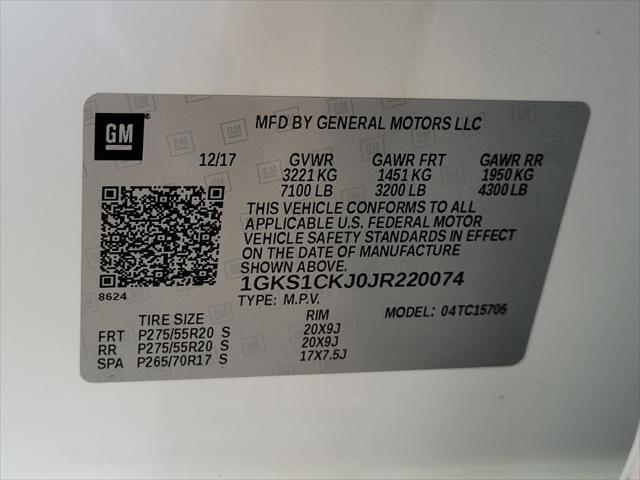 GM
MFD BY GENERAL MOTORS LLC
12/17 GVWR GAWR FRT GAWR RR
3221 KG 1451 KG 1950 KG
7100 LB 3200 LB 4300 LB
THIS VEHICLE CONFORMS TO ALL
APPLICABLE U.S. FEDERAL MOTOR
VEHICLE SAFETY STANDARDS IN EFFECT
ON THE DATE OF MANUFACTURE
SHOWN ABOVE.
8624
1GKS1CKJ0JR220074
TYPE: M.P.V. MODEL: 04TC15706
TIRE SIZE RIM
FRT P275/55R20 S 20X9J
RR P275/55R20 S 20X9J
SPA P265/70R17 S 17X7.5J